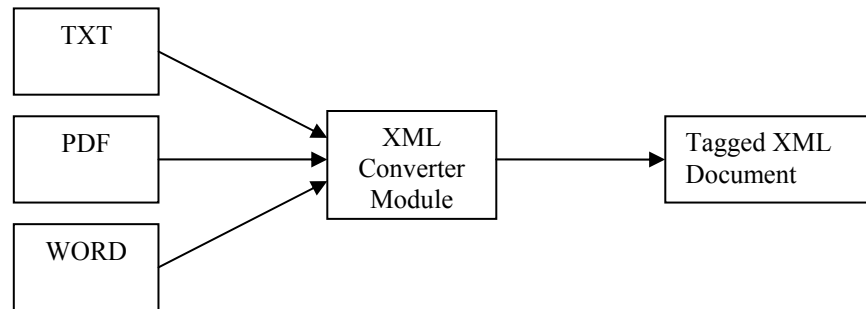 TXT
PDF
WORD
XML
Converter
Module
Tagged XML
Document